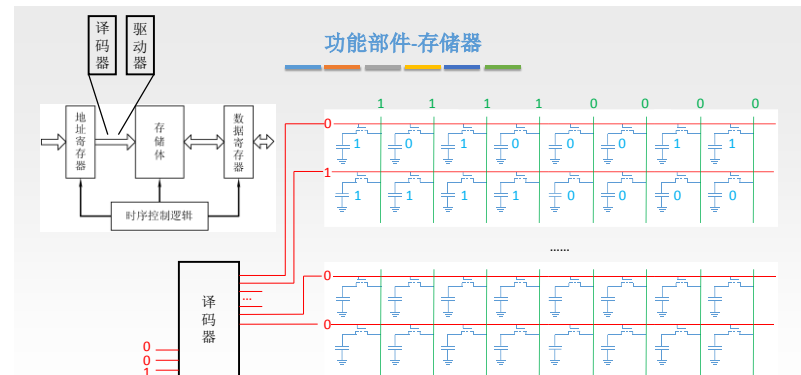 功能部件-存储器
译码器
驱动器
地址寄存器
存储体
数据寄存器
时序控制逻辑
1 1 1 1 0 0 0 0
0
1 0 1 0 0 0 1 1
1
1 1 1 0 0 0 0 0
......
0
0
译码器
...
0
0
1